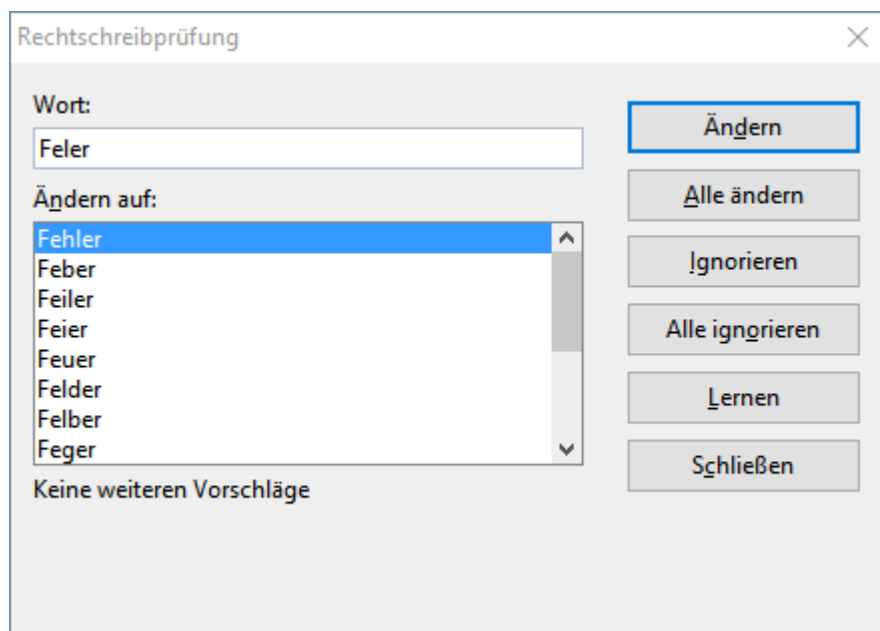 Rechtschreibprüfung
Wort:
Feler
Ändern auf:
Fehler
Feber
Feiler
Feier
Feuer
Felder
Felber
Feger
Keine weiteren Vorschläge
Ändern
Alle ändern
Ignorieren
Alle ignorieren
Lernen
Schließen